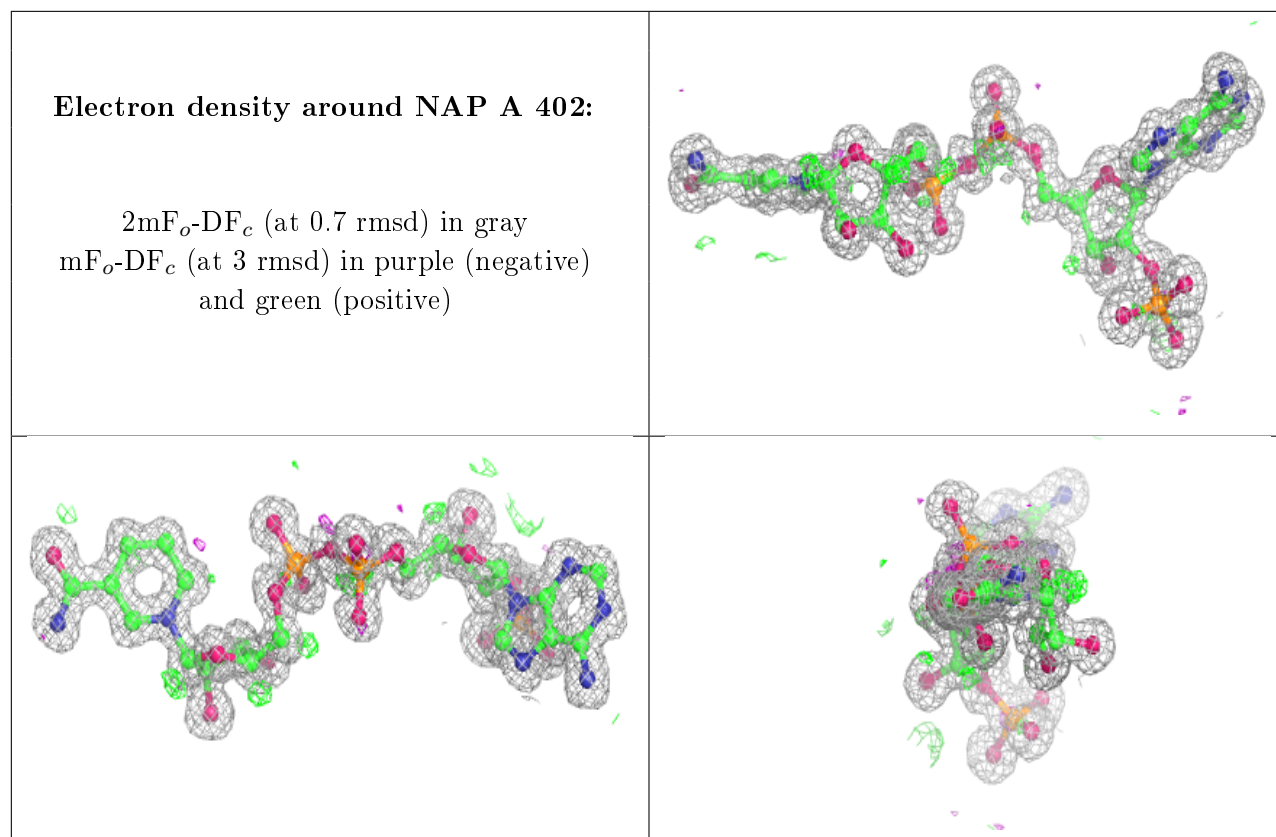 Electron density around NAP A 402:
2mFₒ-DF𝒸 (at 0.7 rmsd) in gray
mFₒ-DF𝒸 (at 3 rmsd) in purple (negative)
and green (positive)